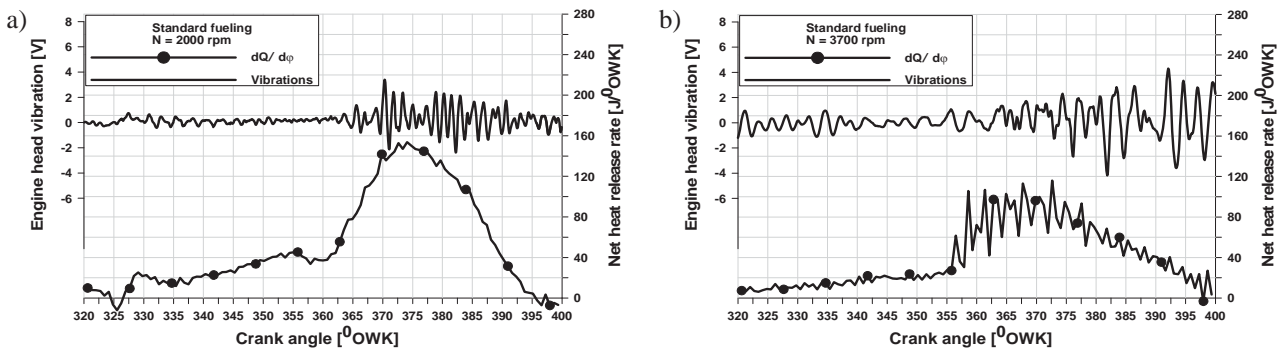 a)
Standard fueling
N = 2000 rpm
dQ/ dφ
Vibrations
Engine head vibration [V]
8
6
4
2
0
-2
-4
-6
Net heat release rate [J/⁰OWK]
280
240
200
160
120
80
40
0
320 325 330 335 340 345 350 355 360 365 370 375 380 385 390 395 400
Crank angle [⁰OWK]
b)
Standard fueling
N = 3700 rpm
dQ/ dφ
Vibrations
Engine head vibration [V]
8
6
4
2
0
-2
-4
-6
Net heat release rate [J/⁰OWK]
280
240
200
160
120
80
40
0
320 325 330 335 340 345 350 355 360 365 370 375 380 385 390 395 400
Crank angle [⁰OWK]